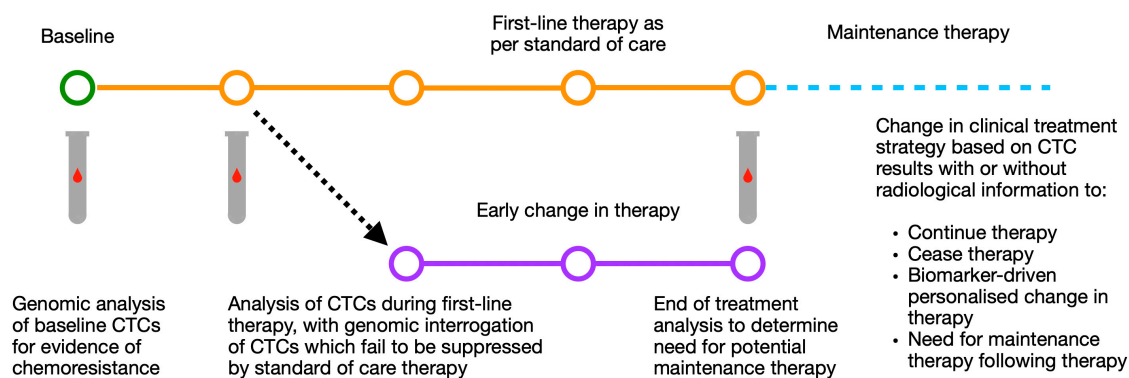 Baseline
First-line therapy as
per standard of care
Maintenance therapy
Change in clinical treatment
strategy based on CTC
results with or without
radiological information to:
• Continue therapy
• Cease therapy
• Biomarker-driven
personalised change in
therapy
• Need for maintenance
therapy following therapy
Early change in therapy
Genomic analysis
of baseline CTCs
for evidence of
chemoresistance
Analysis of CTCs during first-line
therapy, with genomic interrogation
of CTCs which fail to be suppressed
by standard of care therapy
End of treatment
analysis to determine
need for potential
maintenance therapy